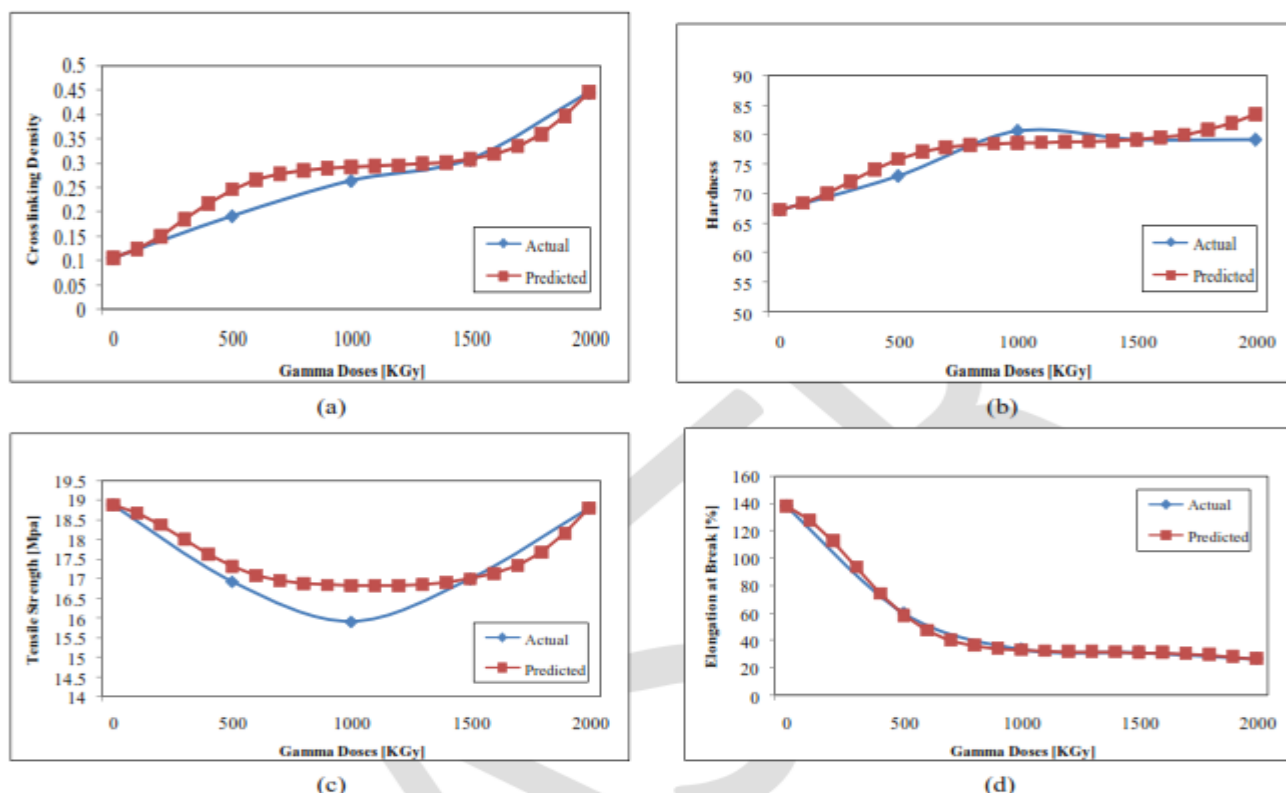 0.5
0.45
0.4
0.35
0.3
0.25
0.2
0.15
0.1
0.05
0
Crosslinking Density
Actual
Predicted
0 500 1000 1500 2000
Gamma Doses [KGy]
(a)
90
85
80
75
70
65
60
55
50
Hardness
Actual
Predicted
0 500 1000 1500 2000
Gamma Doses [KGy]
(b)
19.5
19
18.5
18
17.5
17
16.5
16
15.5
15
14.5
14
Tensile Strength [Mpa]
Actual
Predicted
0 500 1000 1500 2000
Gamma Doses [KGy]
(c)
160
140
120
100
80
60
40
20
0
Elongation at Break [%]
Actual
Predicted
0 500 1000 1500 2000
Gamma Doses [KGy]
(d)